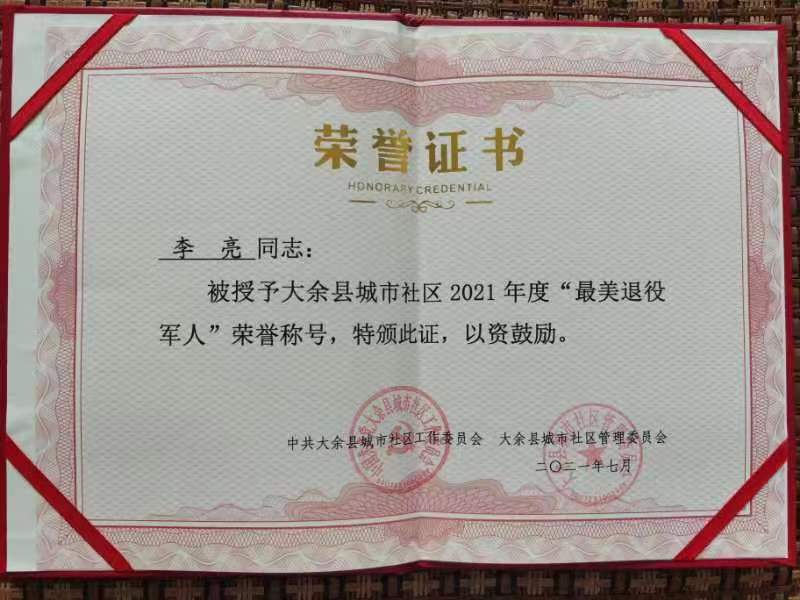 荣誉证书
HONORARY CREDENTIAL
李 亮 同志：
被授予大余县城市社区 2021 年度“最美退役
军人”荣誉称号，特颁此证，以资鼓励。
中共大余县城市社区工作委员会 大余县城市社区管理委员会
二〇二一年七月